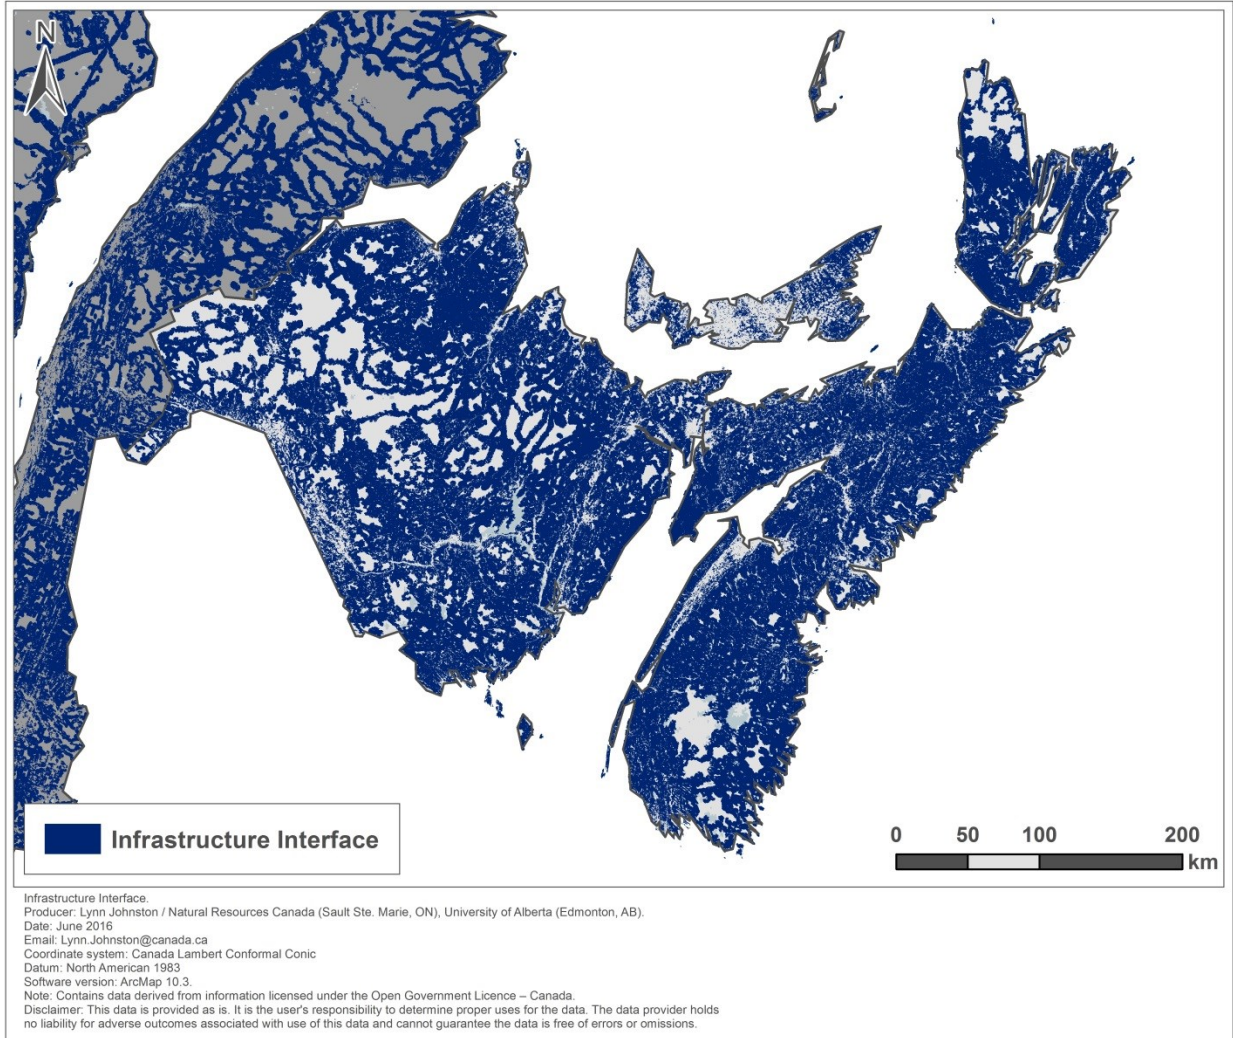 N
Infrastructure Interface
0 50 100 200
km
Infrastructure Interface.
Producer: Lynn Johnston / Natural Resources Canada (Sault Ste. Marie, ON), University of Alberta (Edmonton, AB).
Date: June 2016
Email: Lynn.Johnston@canada.ca
Coordinate system: Canada Lambert Conformal Conic
Datum: North American 1983
Software version: ArcMap 10.3.
Note: Contains data derived from information licensed under the Open Government Licence – Canada.
Disclaimer: This data is provided as is. It is the user's responsibility to determine proper uses for the data. The data provider holds
no liability for adverse outcomes associated with use of this data and cannot guarantee the data is free of errors or omissions.